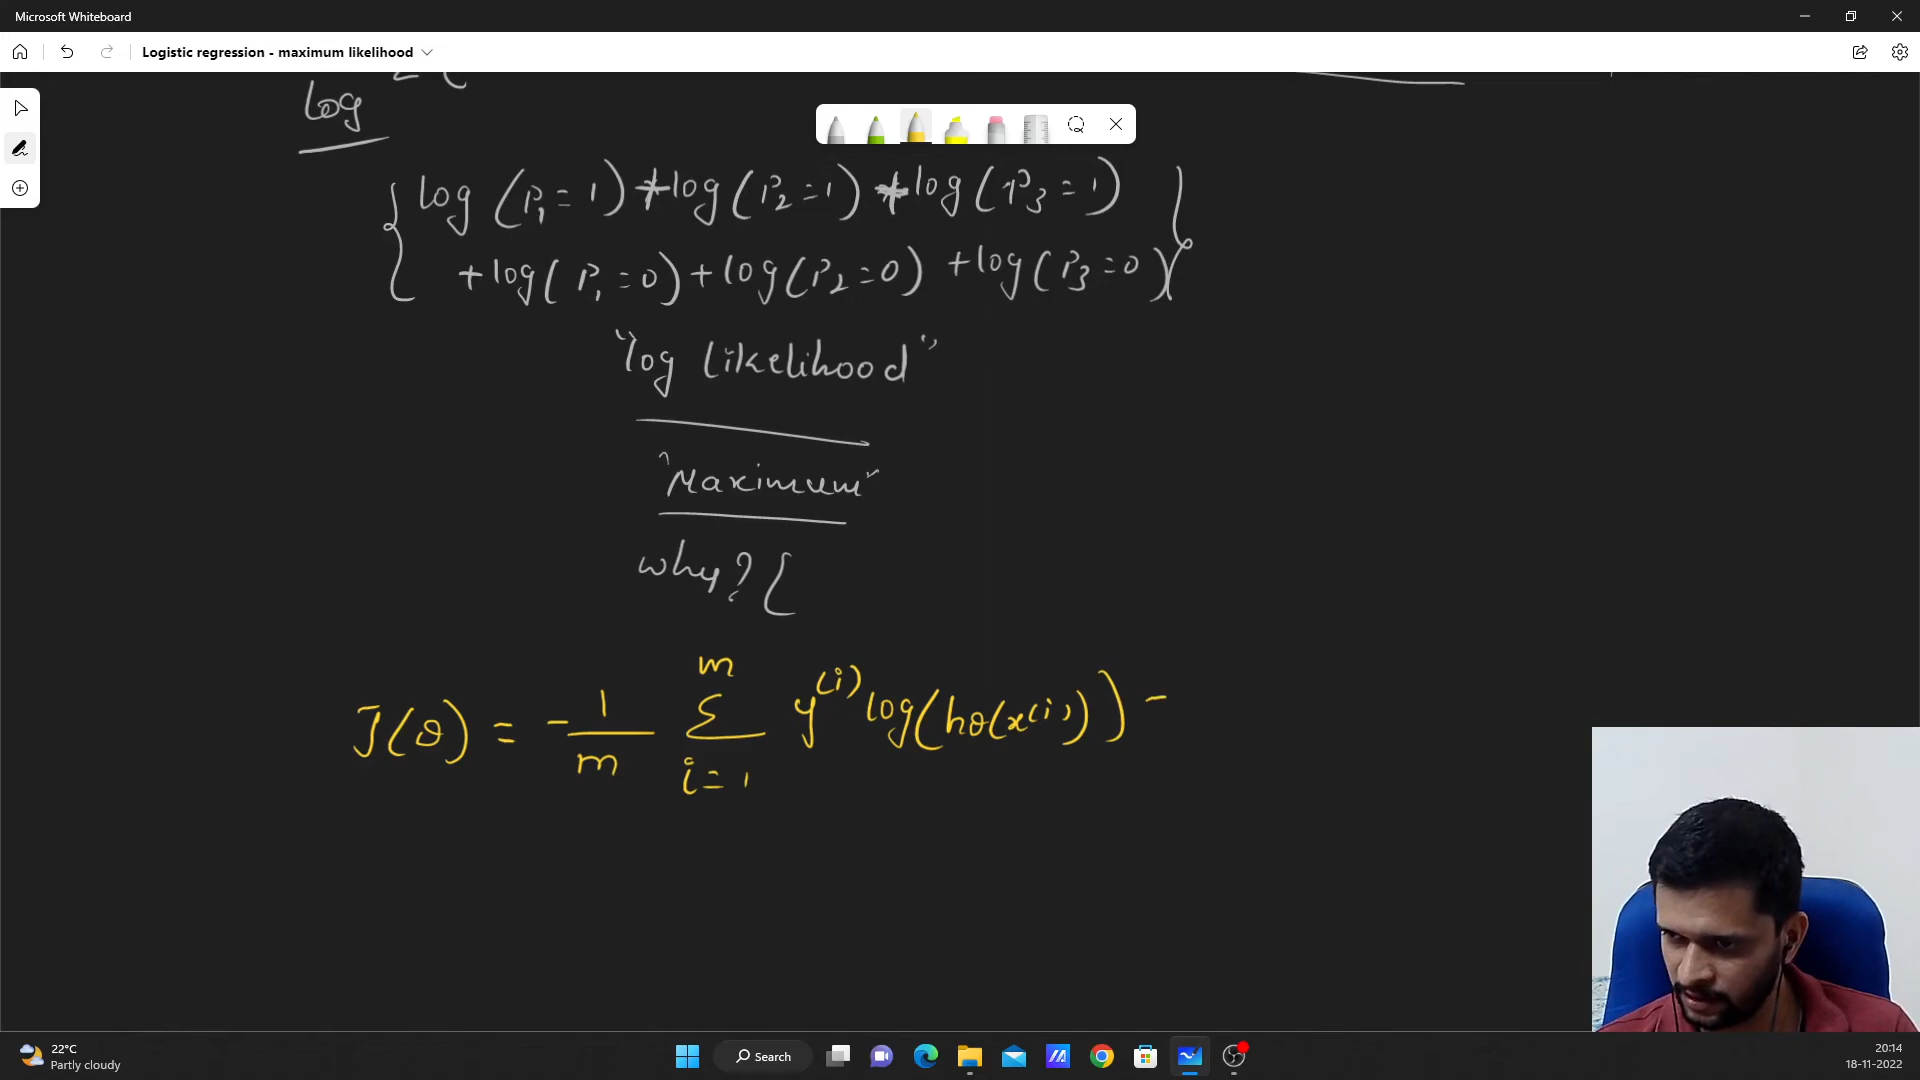 Microsoft Whiteboard
Logistic regression - maximum likelihood
log
{ log (P₁ = 1) + log (P₂ = 1) + log (P₃ = 1) }
+ log (P₁ = 0) + log (P₂ = 0) + log (P₃ = 0)
"log likelihood"
"Maximum"
why? [
J(θ) = - 1/m Σ i=1 m y⁽ⁱ⁾ log(hθ(x(i))) -
22°C
Partly cloudy
Search
20:14
18-11-2022